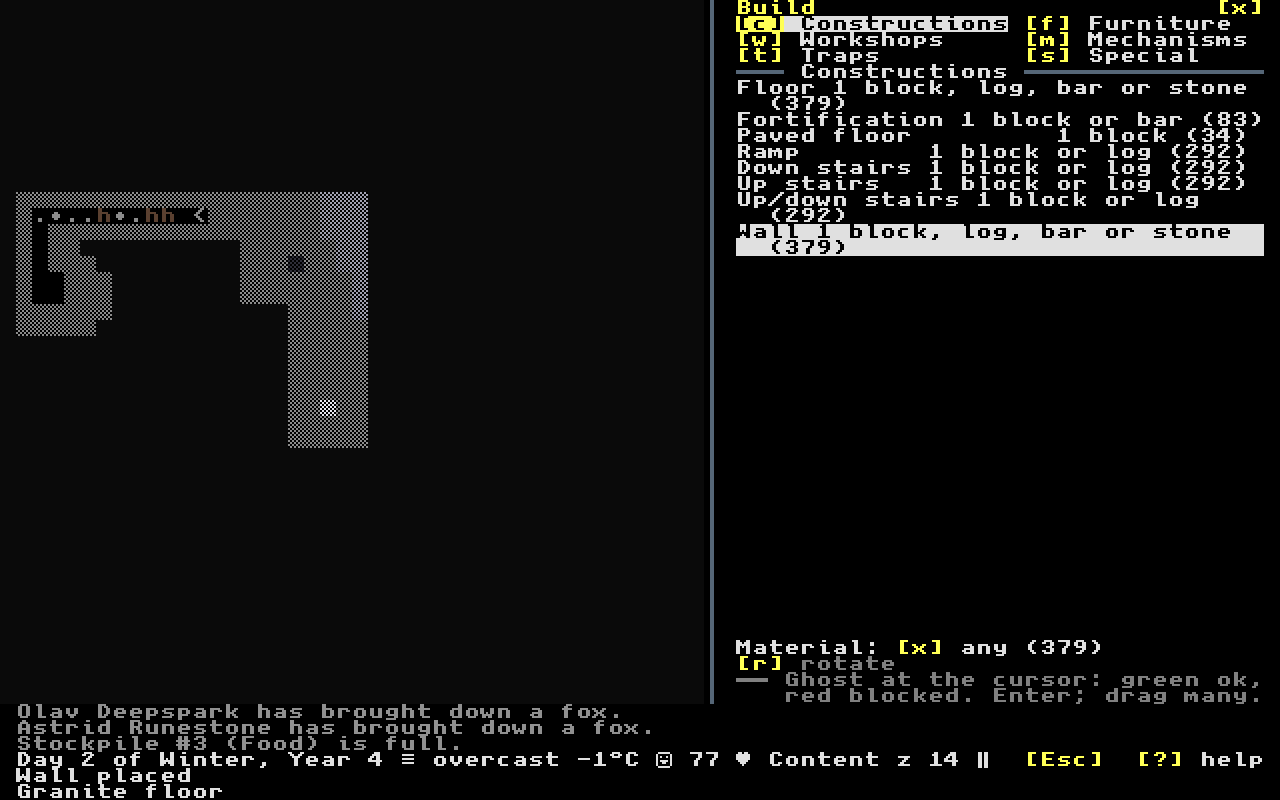 Build [x]
[c] Constructions [f] Furniture
[w] Workshops [m] Mechanisms
[t] Traps [s] Special
Constructions
Floor 1 block, log, bar or stone
(379)
Fortification 1 block or bar (83)
Paved floor 1 block (34)
Ramp 1 block or log (292)
Down stairs 1 block or log (292)
Up stairs 1 block or log (292)
Up/down stairs 1 block or log
(292)
Wall 1 block, log, bar or stone
(379)
.•..h•.hh <
Material: [x] any (379)
[r] rotate
Ghost at the cursor: green ok,
red blocked. Enter; drag many.
Olav Deepspark has brought down a fox.
Astrid Runestone has brought down a fox.
Stockpile #3 (Food) is full.
Day 2 of Winter, Year 4 ≡ overcast -1°C ☺ 77 ♥ Content z 14 ‖ [Esc] [?] help
Wall placed
Granite floor